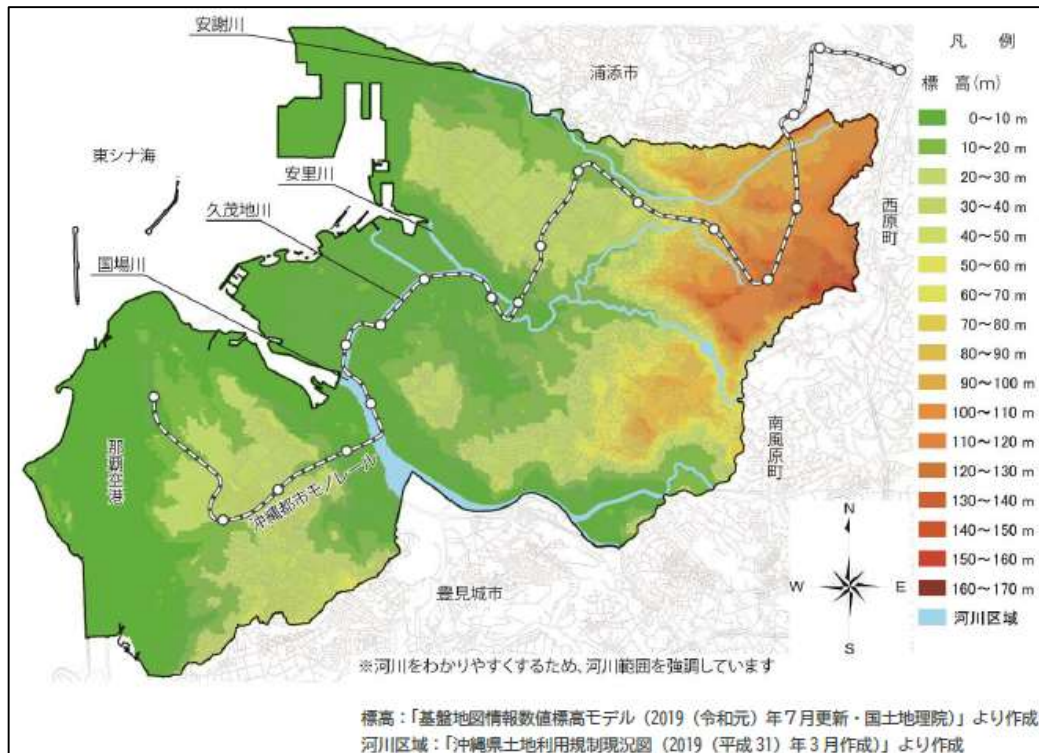 安謝川
浦添市
東シナ海
安里川
久茂地川
国場川
西原町
南風原町
那覇空港
沖縄都市モノレール
豊見城市
凡 例
標 高(m)
0~10 m
10~20 m
20~30 m
30~40 m
40~50 m
50~60 m
60~70 m
70~80 m
80~90 m
90~100 m
100~110 m
110~120 m
120~130 m
130~140 m
140~150 m
150~160 m
160~170 m
河川区域
N
W E
S
※河川をわかりやすくするため、河川範囲を強調しています
標高:「基盤地図情報数値標高モデル(2019(令和元)年7月更新・国土地理院)」より作成
河川区域:「沖縄県土地利用規制現況図(2019(平成31)年3月作成)」より作成